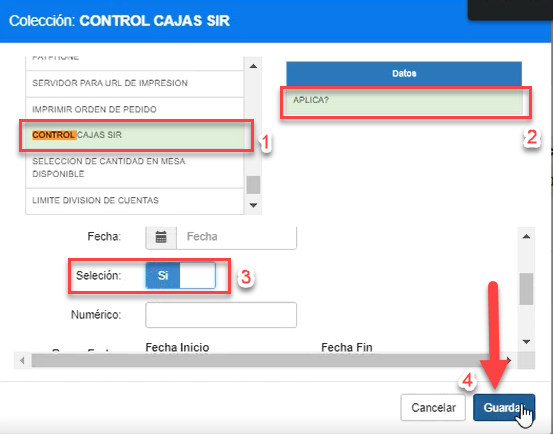 Colección: CONTROL CAJAS SIR
PAYPHONE
SERVIDOR PARA URL DE IMPRESION
IMPRIMIR ORDEN DE PEDIDO
CONTROL CAJAS SIR
1
SELECCION DE CANTIDAD EN MESA
DISPONIBLE
LIMITE DIVISION DE CUENTAS
Datos
APLICA?
2
Fecha:
Fecha
Seleción:
Si
3
Numérico:
Fecha Inicio
Fecha Fin
4
Cancelar
Guardar